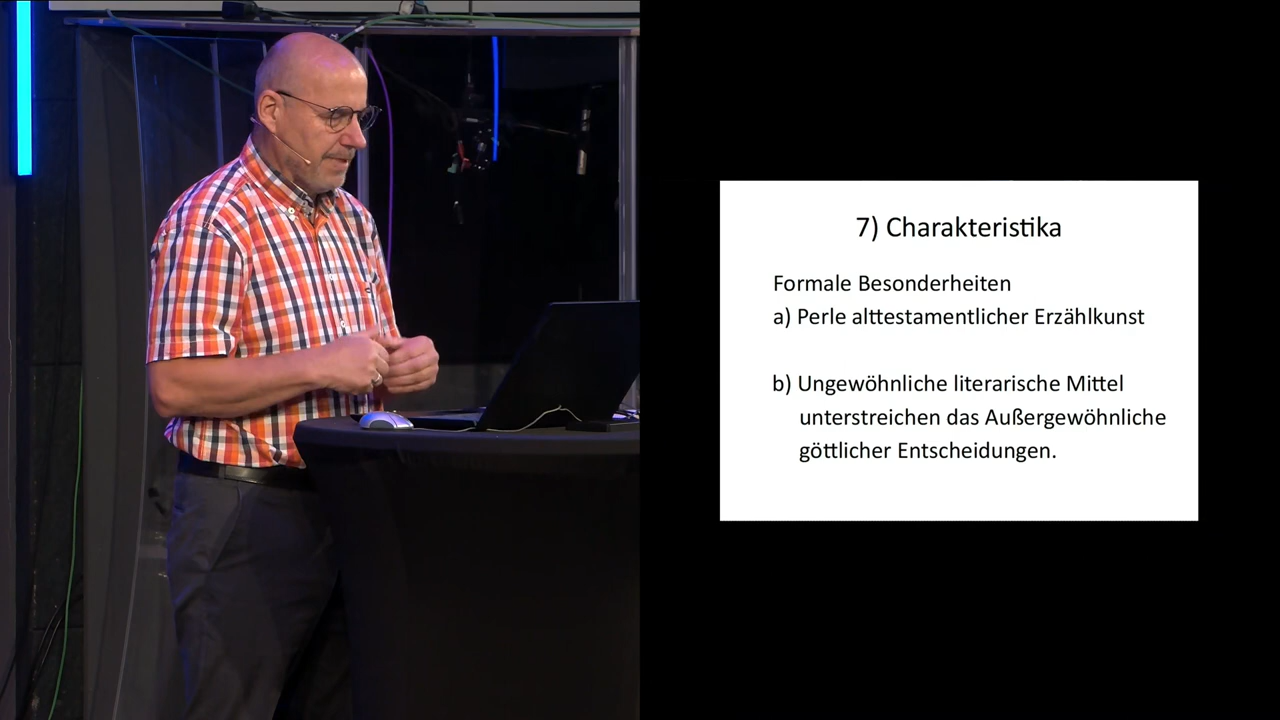 7) Charakteristika
Formale Besonderheiten
a) Perle alttestamentlicher Erzählkunst
b) Ungewöhnliche literarische Mittel
unterstreichen das Außergewöhnliche
göttlicher Entscheidungen.